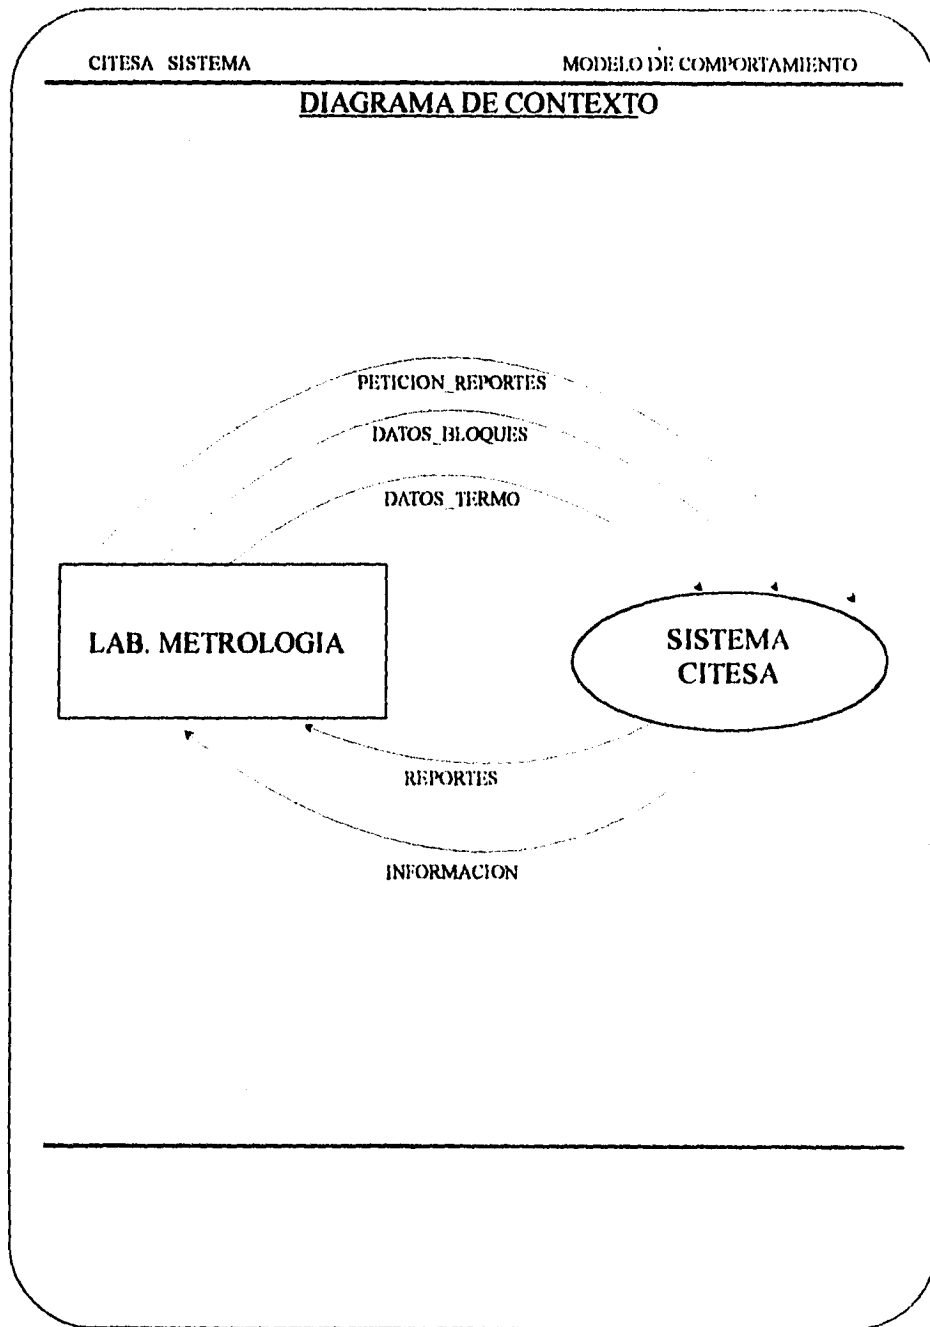 CITESA SISTEMA MODELO DE COMPORTAMIENTO
DIAGRAMA DE CONTEXTO
PETICION_REPORTES
DATOS_BLOQUES
DATOS_TERMO
LAB. METROLOGIA
SISTEMA
CITESA
REPORTES
INFORMACION